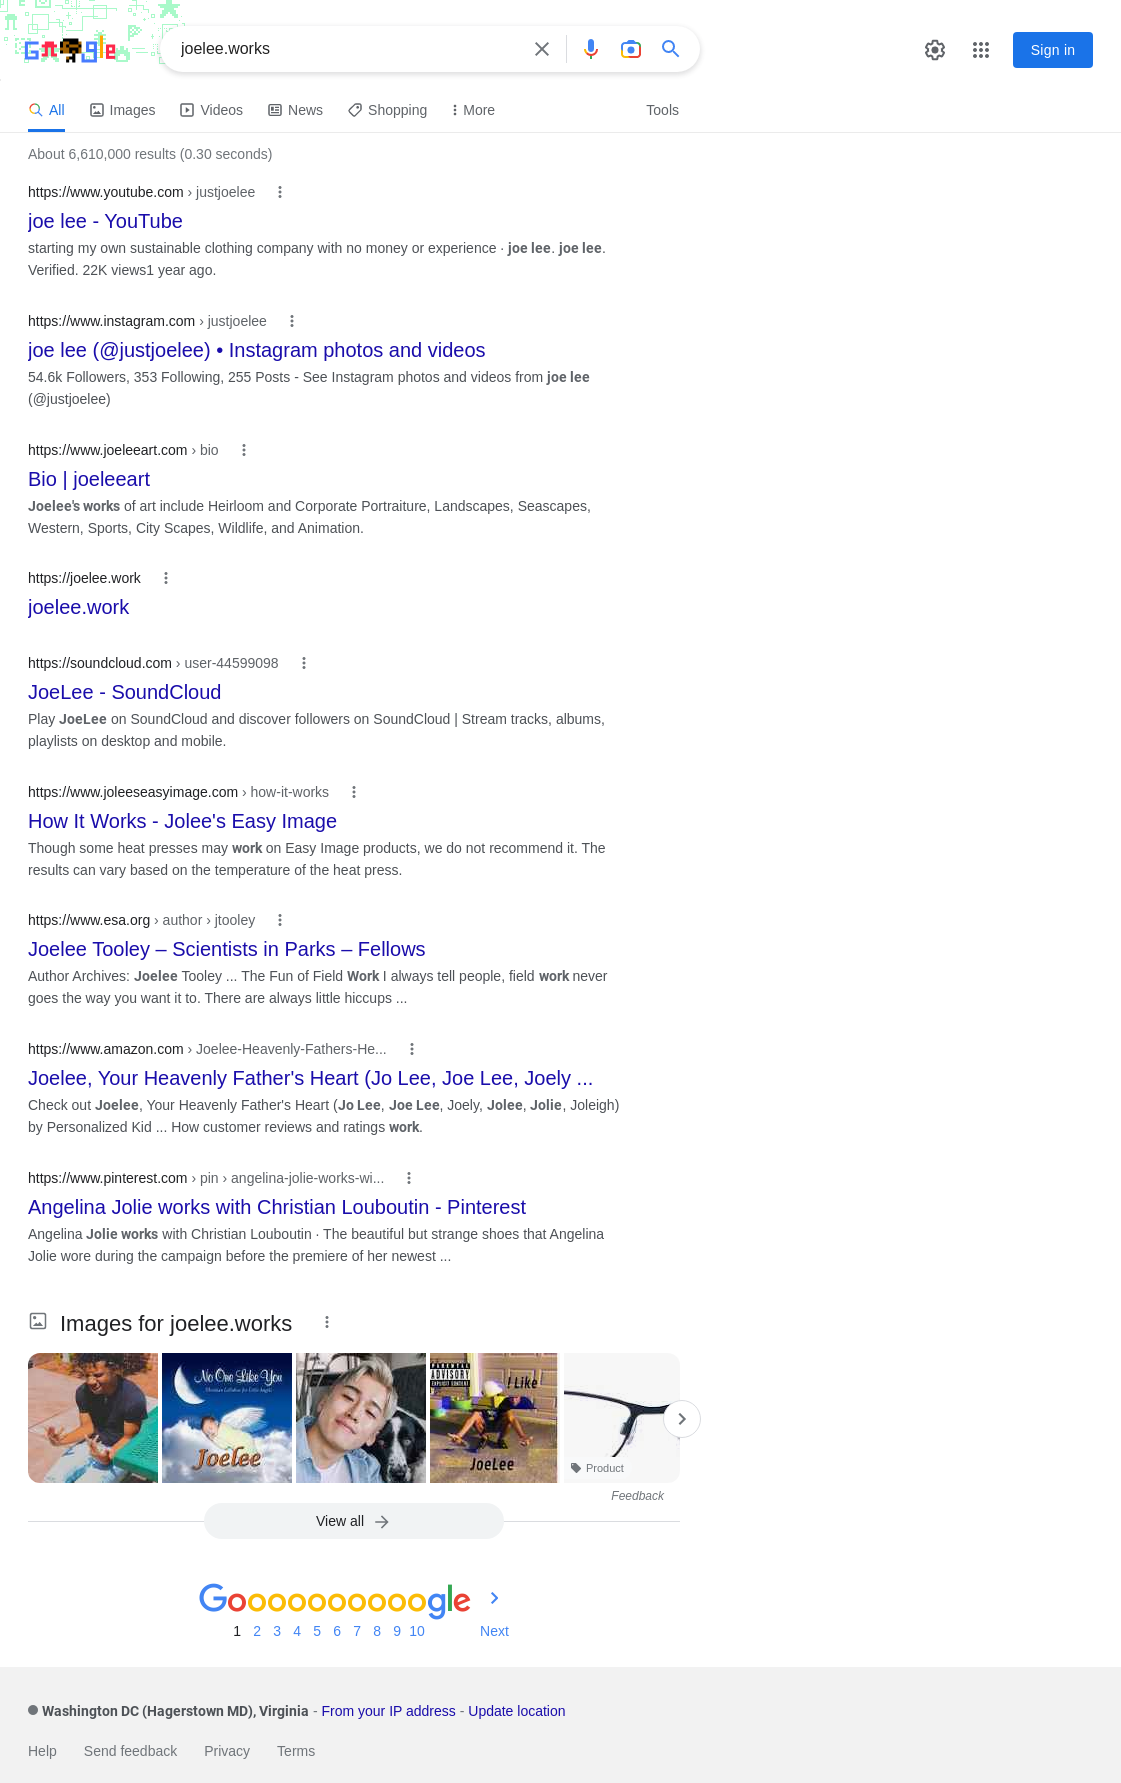 Google
joelee.works
Sign in
All Images Videos News Shopping More Tools
About 6,610,000 results (0.30 seconds)
https://www.youtube.com › justjoelee
joe lee - YouTube
starting my own sustainable clothing company with no money or experience · joe lee. joe lee.
Verified. 22K views1 year ago.
https://www.instagram.com › justjoelee
joe lee (@justjoelee) • Instagram photos and videos
54.6k Followers, 353 Following, 255 Posts - See Instagram photos and videos from joe lee
(@justjoelee)
https://www.joeleeart.com › bio
Bio | joeleeart
Joelee's works of art include Heirloom and Corporate Portraiture, Landscapes, Seascapes,
Western, Sports, City Scapes, Wildlife, and Animation.
https://joelee.work
joelee.work
https://soundcloud.com › user-44599098
JoeLee - SoundCloud
Play JoeLee on SoundCloud and discover followers on SoundCloud | Stream tracks, albums,
playlists on desktop and mobile.
https://www.joleeseasyimage.com › how-it-works
How It Works - Jolee's Easy Image
Though some heat presses may work on Easy Image products, we do not recommend it. The
results can vary based on the temperature of the heat press.
https://www.esa.org › author › jtooley
Joelee Tooley – Scientists in Parks – Fellows
Author Archives: Joelee Tooley ... The Fun of Field Work I always tell people, field work never
goes the way you want it to. There are always little hiccups ...
https://www.amazon.com › Joelee-Heavenly-Fathers-He...
Joelee, Your Heavenly Father's Heart (Jo Lee, Joe Lee, Joely ...
Check out Joelee, Your Heavenly Father's Heart (Jo Lee, Joe Lee, Joely, Jolee, Jolie, Joleigh)
by Personalized Kid ... How customer reviews and ratings work.
https://www.pinterest.com › pin › angelina-jolie-works-wi...
Angelina Jolie works with Christian Louboutin - Pinterest
Angelina Jolie works with Christian Louboutin · The beautiful but strange shoes that Angelina
Jolie wore during the campaign before the premiere of her newest ...
Images for joelee.works
No One Like You
Christian Lullabies for Little Angels
Joelee
PARENTAL
ADVISORY
EXPLICIT CONTENT
I Like
JoeLee
Product
Feedback
View all
Goooooooooogle
1 2 3 4 5 6 7 8 9 10 Next
Washington DC (Hagerstown MD), Virginia - From your IP address - Update location
Help Send feedback Privacy Terms